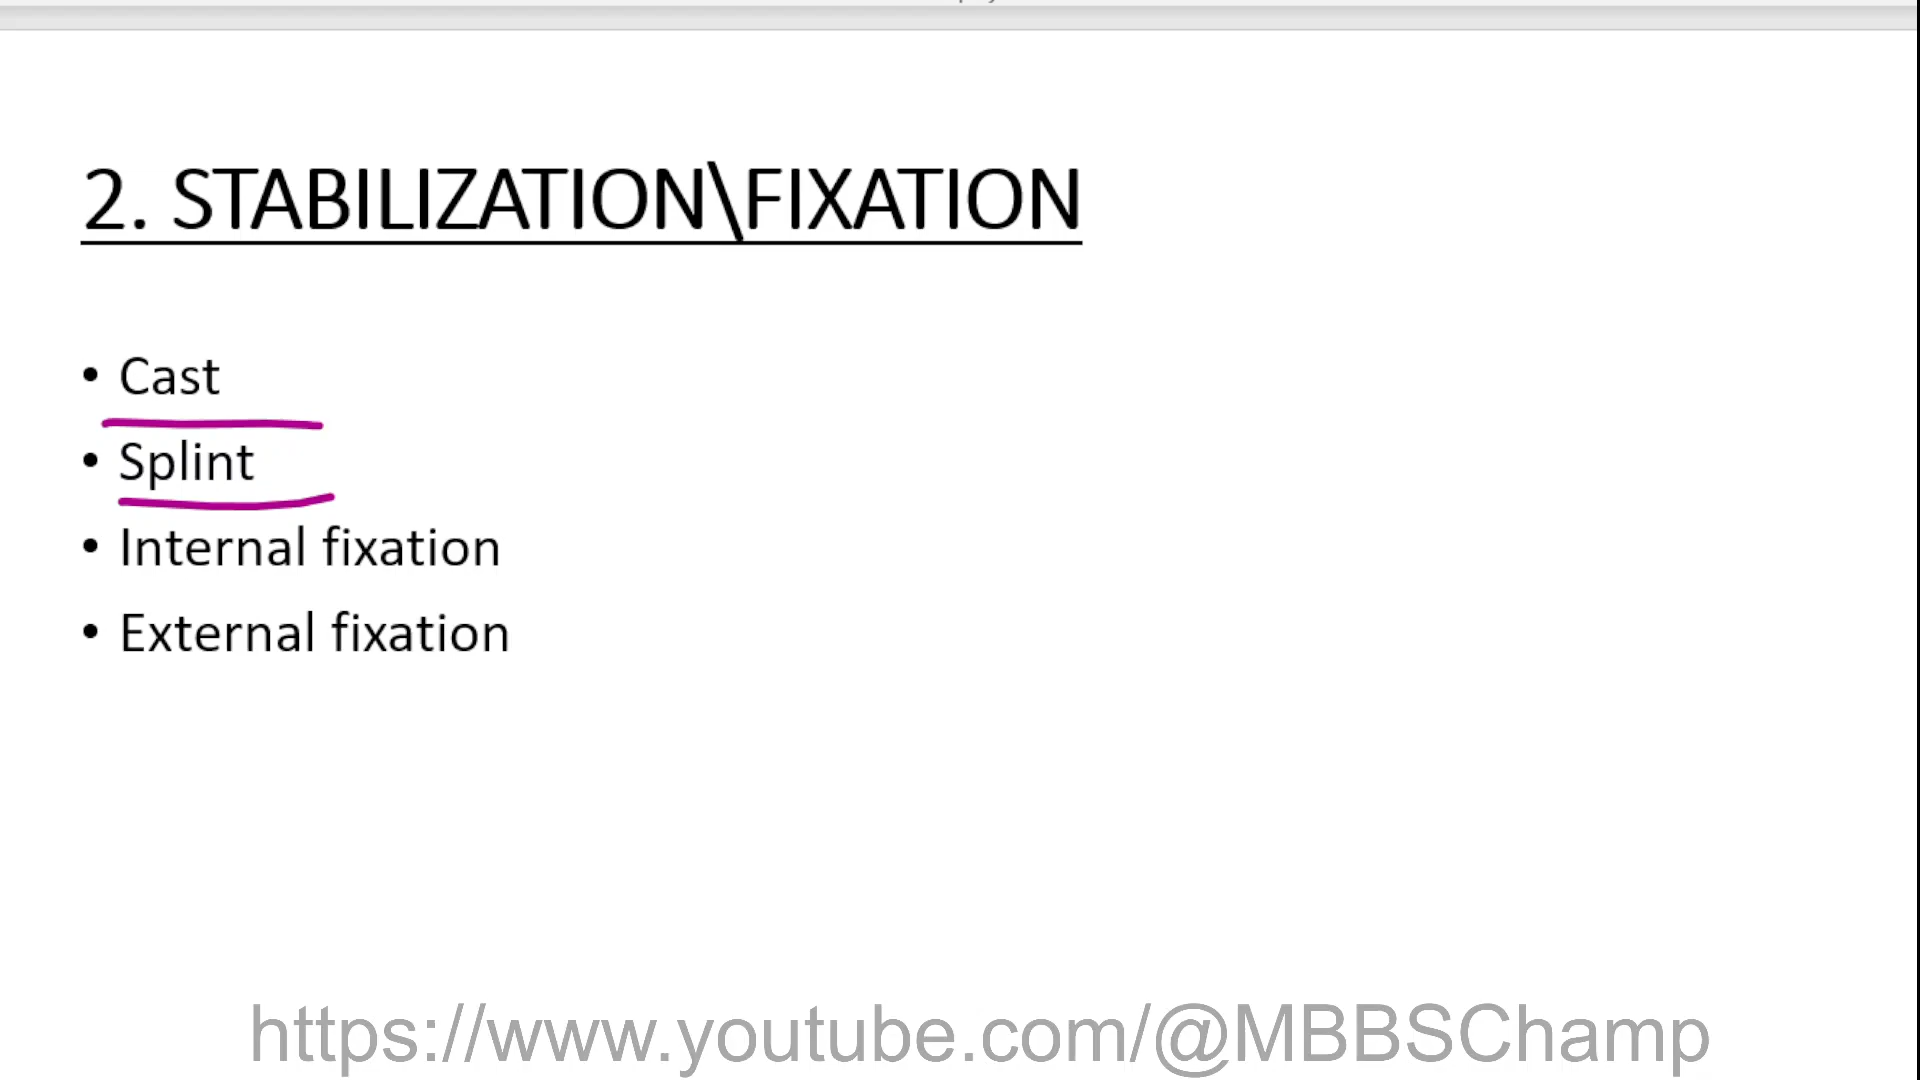 2. STABILIZATION\FIXATION
• Cast
• Splint
• Internal fixation
• External fixation
https://www.youtube.com/@MBBSChamp